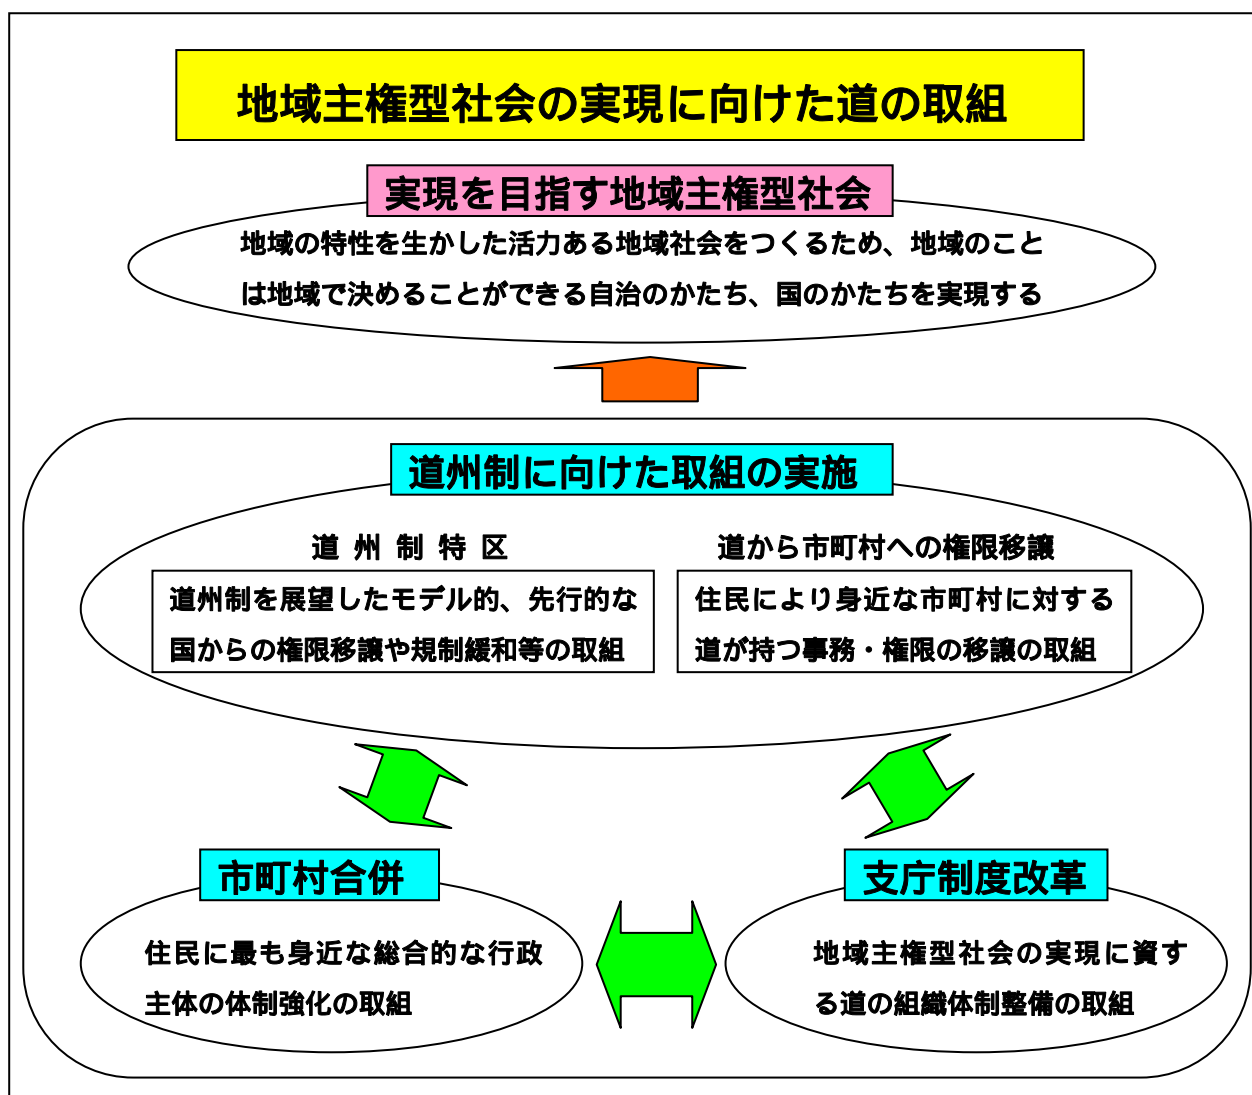 地域主権型社会の実現に向けた道の取組
実現を目指す地域主権型社会
地域の特性を生かした活力ある地域社会をつくるため、地域のこと
は地域で決めることができる自治のかたち、国のかたちを実現する
道州制に向けた取組の実施
道州制特区
道州制を展望したモデル的、先行的な
国からの権限移譲や規制緩和等の取組
道から市町村への権限移譲
住民により身近な市町村に対する
道が持つ事務・権限の移譲の取組
市町村合併
住民に最も身近な総合的な行政
主体の体制強化の取組
支庁制度改革
地域主権型社会の実現に資す
る道の組織体制整備の取組